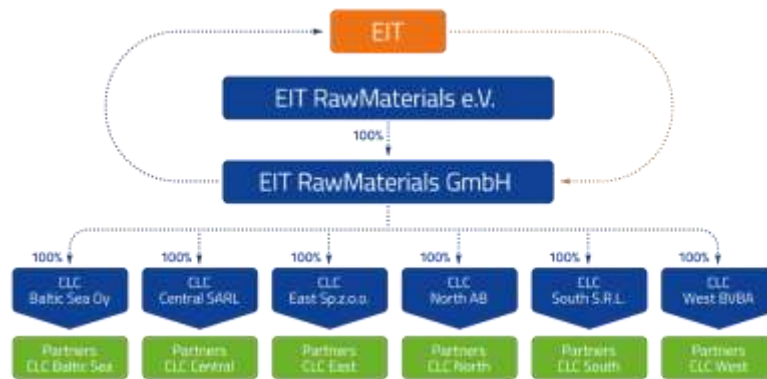 EIT
EIT RawMaterials e.V.
100%
EIT RawMaterials GmbH
100% 100% 100% 100% 100% 100%
CLC
Baltic Sea Oy
CLC
Central SARL
CLC
East Sp.z.o.o.
CLC
North AB
CLC
South S.R.L.
CLC
West BVBA
Partners
CLC Baltic Sea
Partners
CLC Central
Partners
CLC East
Partners
CLC North
Partners
CLC South
Partners
CLC West